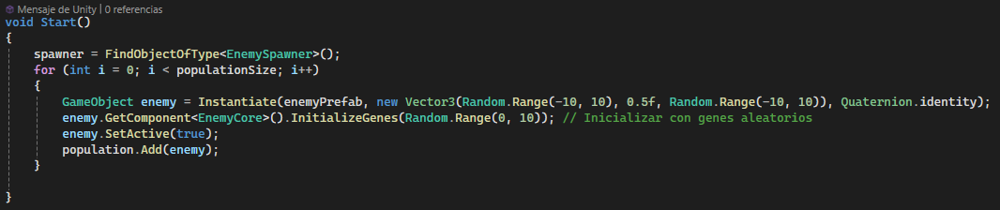 Mensaje de Unity | 0 referencias
void Start()
{
    spawner = FindObjectOfType<EnemySpawner>();
    for (int i = 0; i < populationSize; i++)
    {
        GameObject enemy = Instantiate(enemyPrefab, new Vector3(Random.Range(-10, 10), 0.5f, Random.Range(-10, 10)), Quaternion.identity);
        enemy.GetComponent<EnemyCore>().InitializeGenes(Random.Range(0, 10)); // Inicializar con genes aleatorios
        enemy.SetActive(true);
        population.Add(enemy);
    }
}